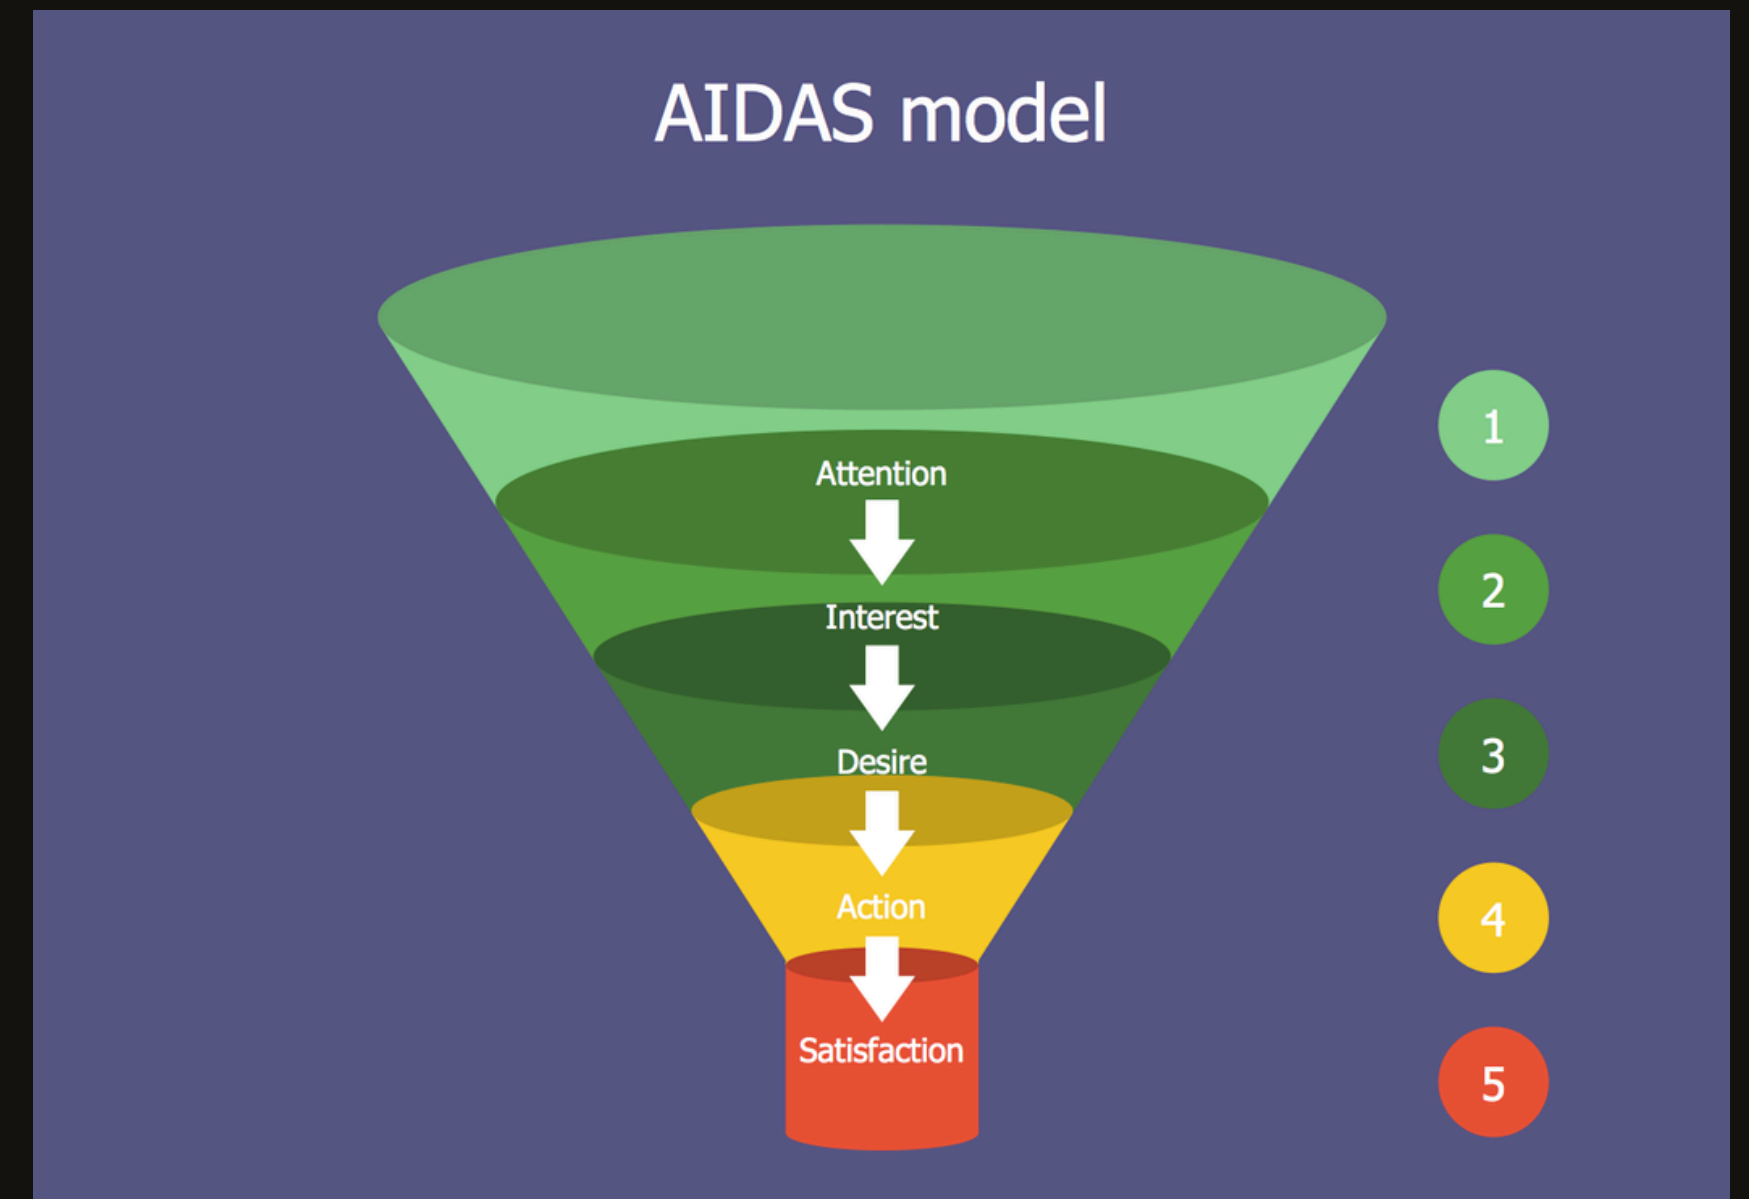 AIDAS model
Attention
Interest
Desire
Action
Satisfaction
1
2
3
4
5